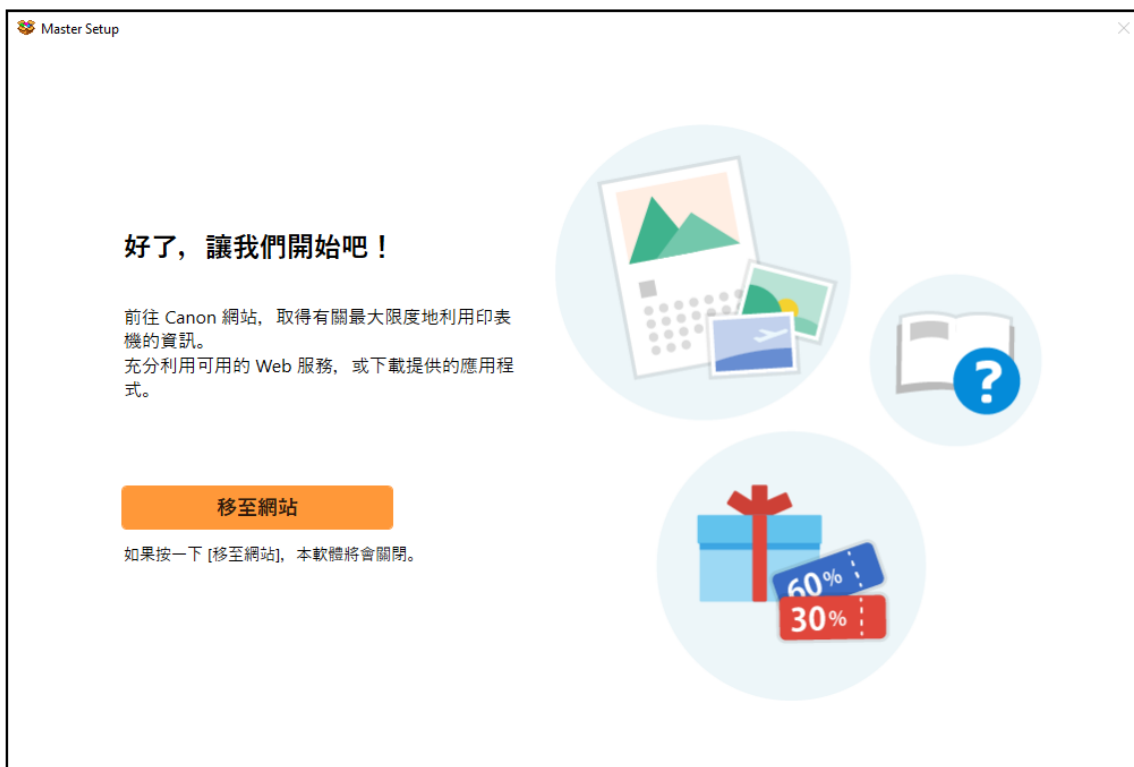 Master Setup
好了，讓我們開始吧！
前往 Canon 網站，取得有關最大限度地利用印表
機的資訊。
充分利用可用的 Web 服務，或下載提供的應用程
式。
移至網站
如果按一下 [移至網站]，本軟體將會關閉。
?
60%
30%